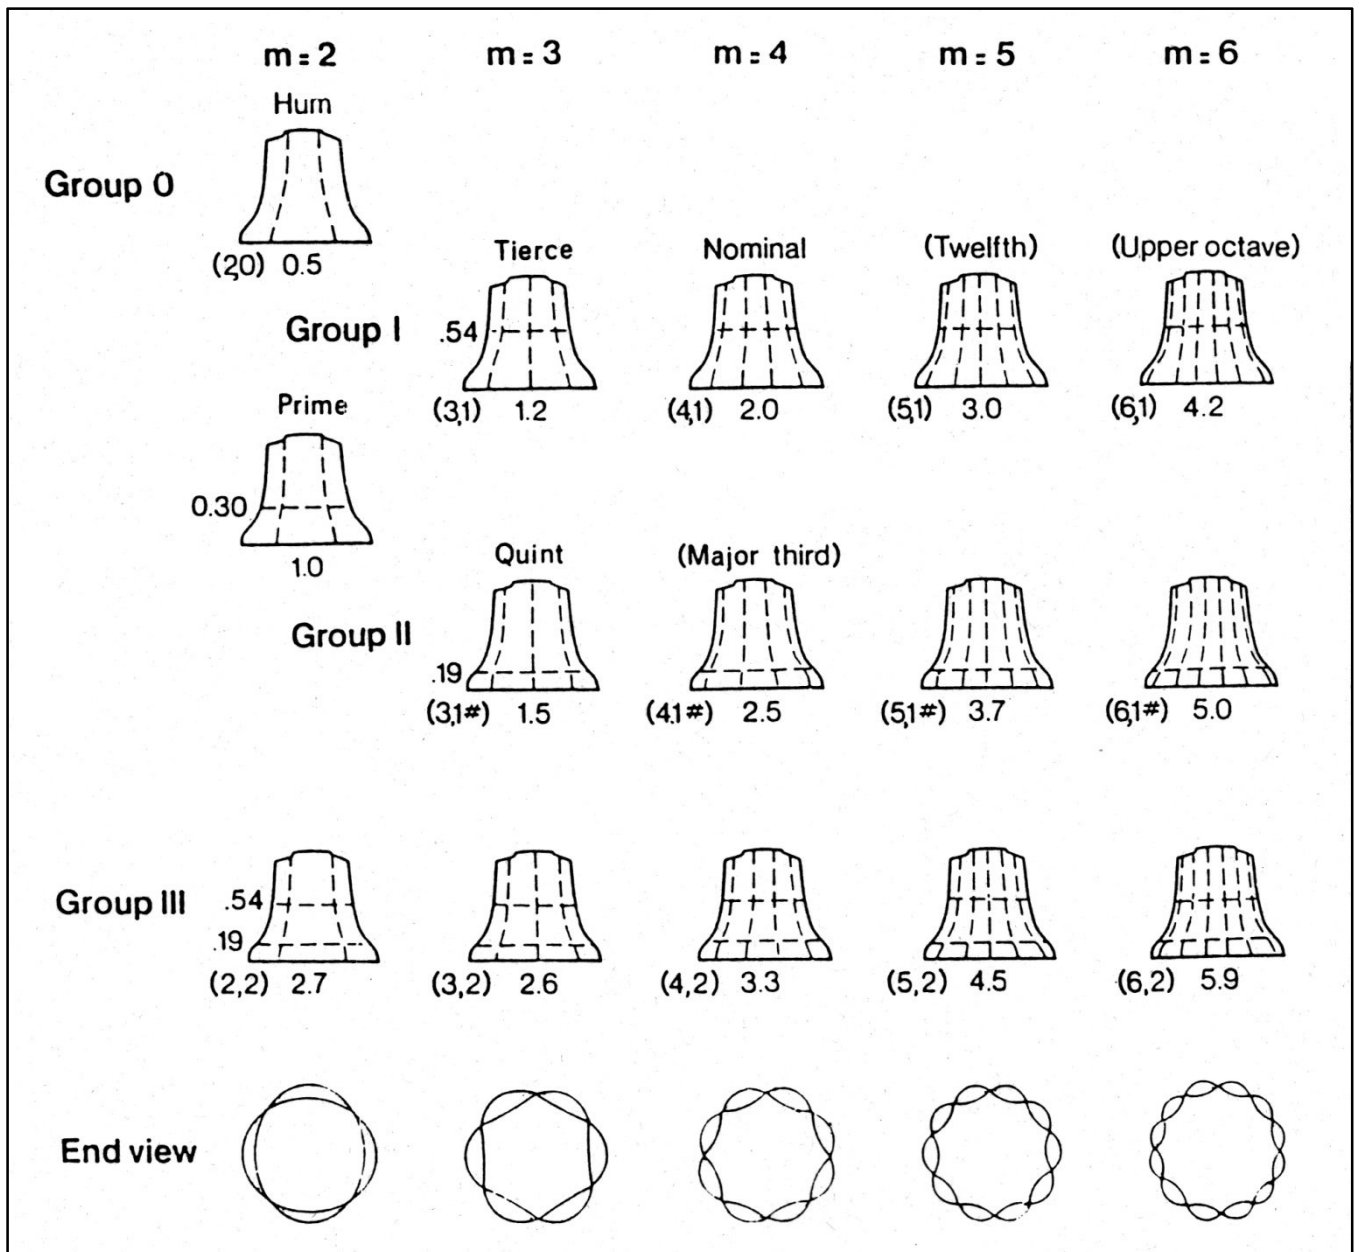 m = 2 m = 3 m = 4 m = 5 m = 6
Hum
Group 0
(2,0) 0.5
Tierce Nominal (Twelfth) (Upper octave)
Group I .54
(3,1) 1.2 (4,1) 2.0 (5,1) 3.0 (6,1) 4.2
Prime
0.30
1.0
Quint (Major third)
Group II
.19
(3,1#) 1.5 (4,1#) 2.5 (5,1#) 3.7 (6,1#) 5.0
Group III .54
.19
(2,2) 2.7 (3,2) 2.6 (4,2) 3.3 (5,2) 4.5 (6,2) 5.9
End view